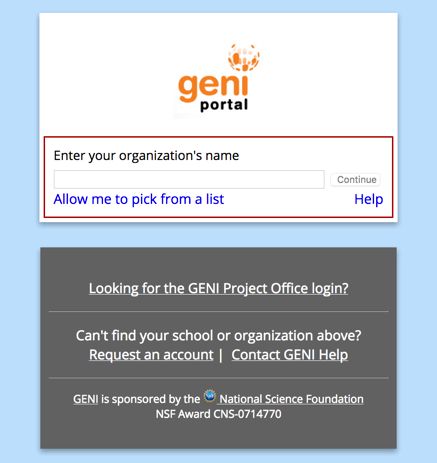 geni
portal
Enter your organization's name
Continue
Allow me to pick from a list Help
Looking for the GENI Project Office login?
Can't find your school or organization above?
Request an account | Contact GENI Help
GENI is sponsored by the National Science Foundation
NSF Award CNS-0714770